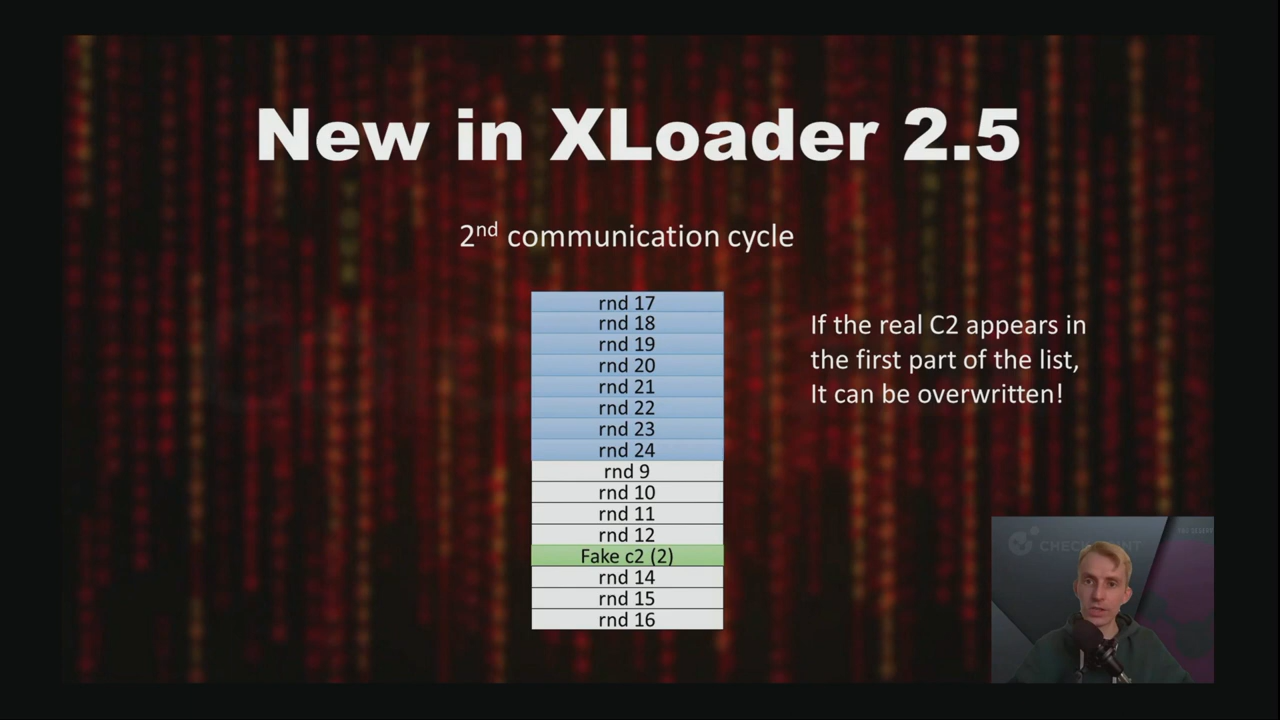 New in XLoader 2.5
2nd communication cycle
rnd 17
rnd 18
rnd 19
rnd 20
rnd 21
rnd 22
rnd 23
rnd 24
rnd 9
rnd 10
rnd 11
rnd 12
Fake c2 (2)
rnd 14
rnd 15
rnd 16
If the real C2 appears in
the first part of the list,
It can be overwritten!